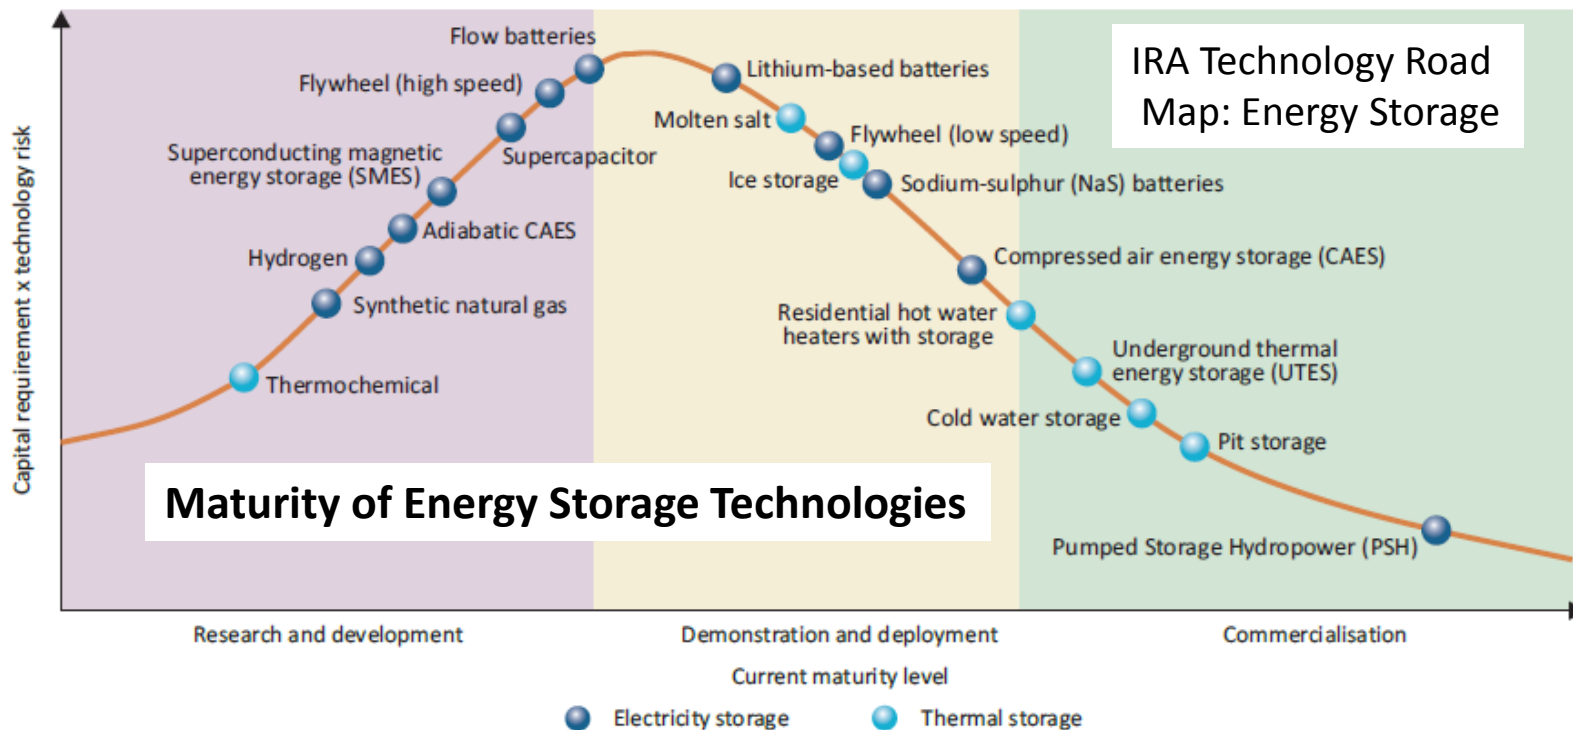 Flow batteries
Flywheel (high speed)
Superconducting magnetic
energy storage (SMES)
Supercapacitor
Adiabatic CAES
Hydrogen
Synthetic natural gas
Thermochemical
Lithium-based batteries
Molten salt
Flywheel (low speed)
Ice storage
Sodium-sulphur (NaS) batteries
Compressed air energy storage (CAES)
Residential hot water
heaters with storage
Underground thermal
energy storage (UTES)
Cold water storage
Pit storage
Pumped Storage Hydropower (PSH)
IRA Technology Road
Map: Energy Storage
Maturity of Energy Storage Technologies
Capital requirement x technology risk
Research and development
Demonstration and deployment
Commercialisation
Current maturity level
Electricity storage
Thermal storage